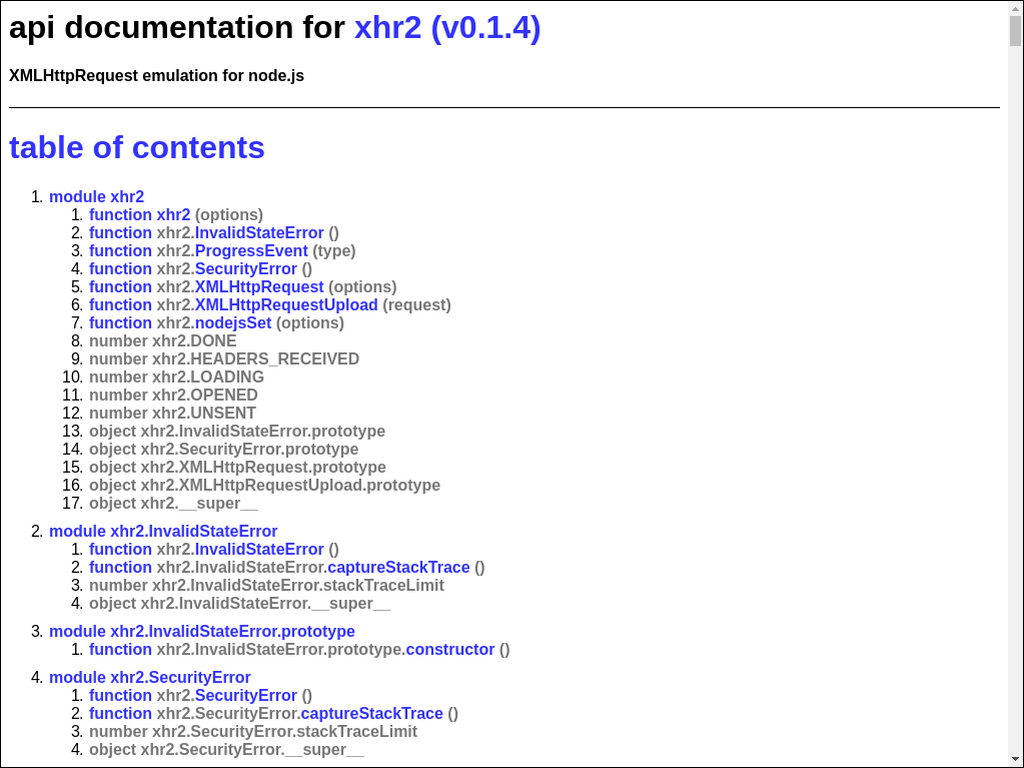 api documentation for xhr2 (v0.1.4)
XMLHttpRequest emulation for node.js
table of contents
1. module xhr2
1. function xhr2 (options)
2. function xhr2.InvalidStateError ()
3. function xhr2.ProgressEvent (type)
4. function xhr2.SecurityError ()
5. function xhr2.XMLHttpRequest (options)
6. function xhr2.XMLHttpRequestUpload (request)
7. function xhr2.nodejsSet (options)
8. number xhr2.DONE
9. number xhr2.HEADERS_RECEIVED
10. number xhr2.LOADING
11. number xhr2.OPENED
12. number xhr2.UNSENT
13. object xhr2.InvalidStateError.prototype
14. object xhr2.SecurityError.prototype
15. object xhr2.XMLHttpRequest.prototype
16. object xhr2.XMLHttpRequestUpload.prototype
17. object xhr2.__super__
2. module xhr2.InvalidStateError
1. function xhr2.InvalidStateError ()
2. function xhr2.InvalidStateError.captureStackTrace ()
3. number xhr2.InvalidStateError.stackTraceLimit
4. object xhr2.InvalidStateError.__super__
3. module xhr2.InvalidStateError.prototype
1. function xhr2.InvalidStateError.prototype.constructor ()
4. module xhr2.SecurityError
1. function xhr2.SecurityError ()
2. function xhr2.SecurityError.captureStackTrace ()
3. number xhr2.SecurityError.stackTraceLimit
4. object xhr2.SecurityError.__super__